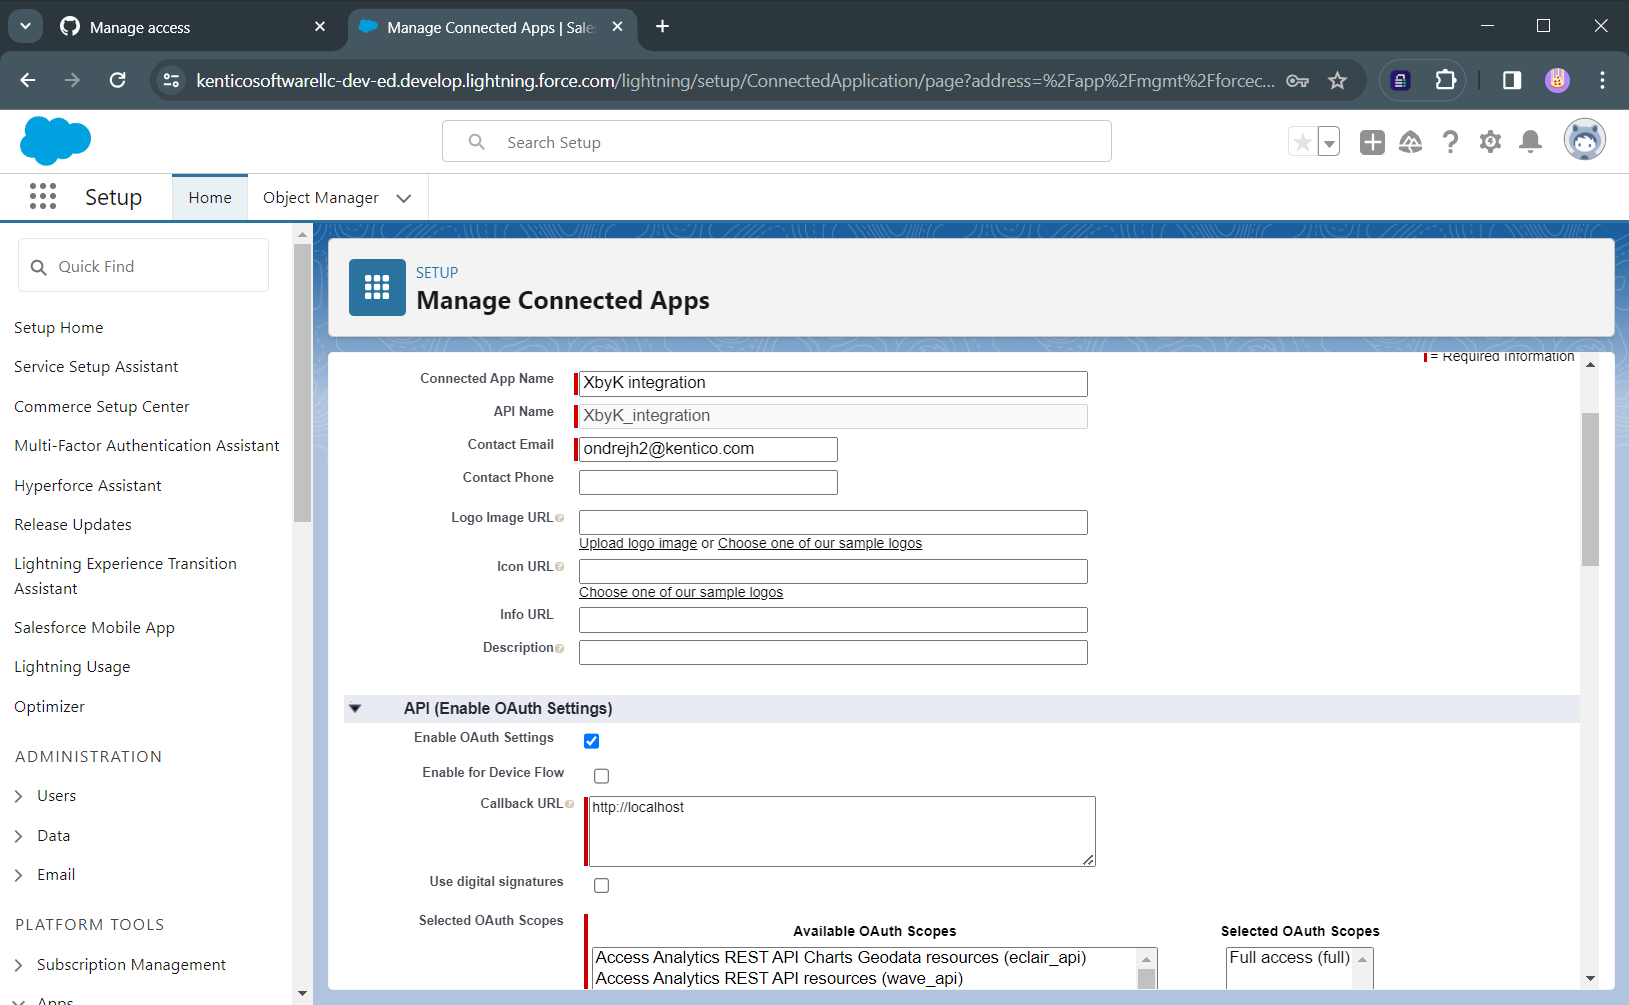 Manage access
Manage Connected Apps | Sale
kenticosoftwarellc-dev-ed.develop.lightning.force.com/lightning/setup/ConnectedApplication/page?address=%2Fapp%2Fmgmt%2Fforcec...
Search Setup
Setup
Home
Object Manager
Quick Find
Setup Home
Service Setup Assistant
Commerce Setup Center
Multi-Factor Authentication Assistant
Hyperforce Assistant
Release Updates
Lightning Experience Transition
Assistant
Salesforce Mobile App
Lightning Usage
Optimizer
ADMINISTRATION
Users
Data
Email
PLATFORM TOOLS
Subscription Management
Apps
SETUP
Manage Connected Apps
= Required Information
Connected App Name XbyK integration
API Name XbyK_integration
Contact Email ondrejh2@kentico.com
Contact Phone
Logo Image URL
Upload logo image or Choose one of our sample logos
Icon URL
Choose one of our sample logos
Info URL
Description
API (Enable OAuth Settings)
Enable OAuth Settings
Enable for Device Flow
Callback URL http://localhost
Use digital signatures
Selected OAuth Scopes
Available OAuth Scopes
Access Analytics REST API Charts Geodata resources (eclair_api)
Access Analytics REST API resources (wave_api)
Selected OAuth Scopes
Full access (full)